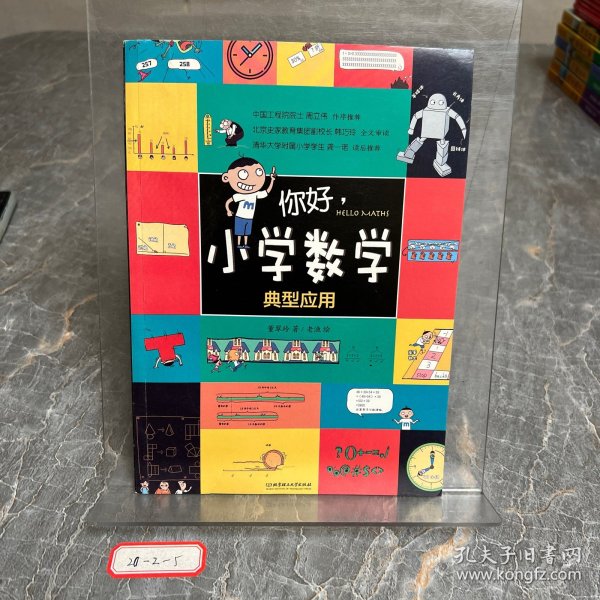 257 258
中国工程院院士 周立伟 作序推荐
北京史家教育集团副校长 韩巧玲 全文审读
清华大学附属小学学生 龚一诺 读后推荐
m
你好,
HELLO MATHS
小学数学
典型应用
董翠玲 著/老渔 绘
北京理工大学出版社
20-2-5
孔夫子旧书网
www.kongfz.com